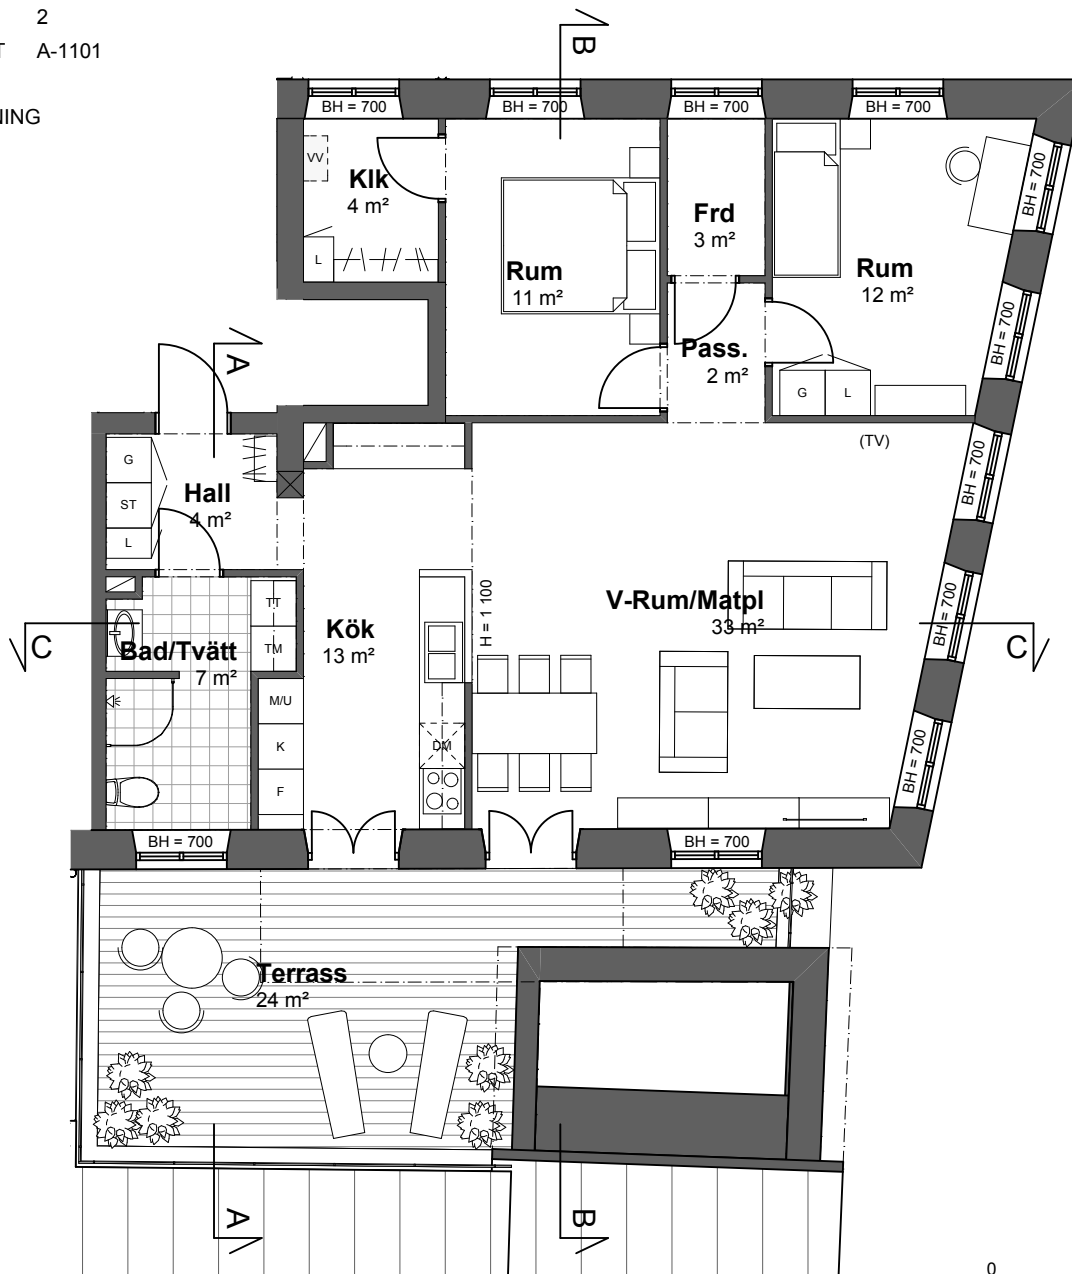 2
T A-1101
NING
B
BH = 700
BH = 700
BH = 700
BH = 700
VV
Klk
4 m²
L
Rum
11 m²
Frd
3 m²
Rum
12 m²
BH = 700
BH = 700
Pass.
2 m²
G
L
A
(TV)
BH = 700
G
ST
L
Hall
4 m²
H = 1 100
V-Rum/Matpl
33 m²
BH = 700
C
C
TT
TM
Bad/Tvätt
7 m²
Kök
13 m²
M/U
K
F
DM
BH = 700
BH = 700
BH = 700
Terrass
24 m²
A
B
0